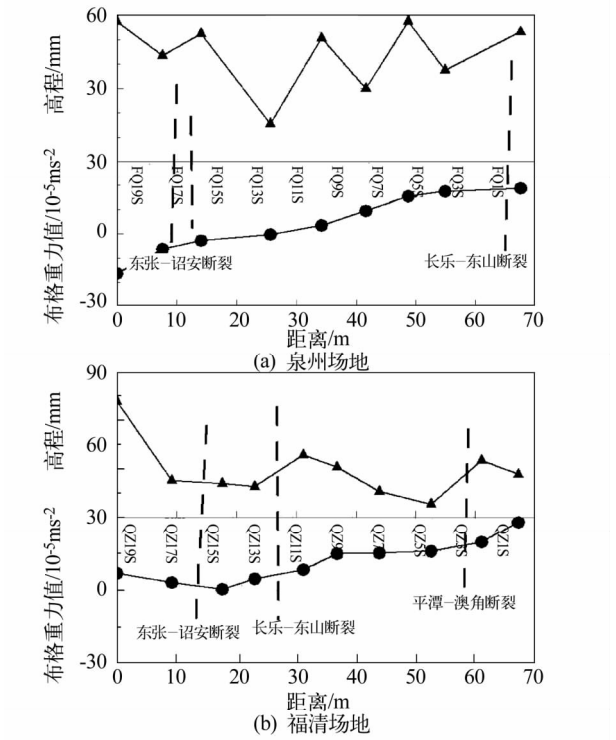 高程/mm
60
30
30
0
-30
布格重力值/10-5ms-2
FQ19S
FQ17S
FQ15S
FQ13S
FQ11S
FQ9S
FQ7S
FQ5S
FQ3S
FQ1S
东张—诏安断裂
长乐—东山断裂
0
10
20
30
40
50
60
70
距离/m
(a) 泉州场地
高程/mm
90
60
30
0
-30
布格重力值/10-5ms-2
QZ19S
QZ17S
QZ15S
QZ13S
QZ11S
QZ5S
QZ1S
东张—诏安断裂
长乐—东山断裂
平潭—澳角断裂
0
10
20
30
40
50
60
70
距离/m
(b) 福清场地